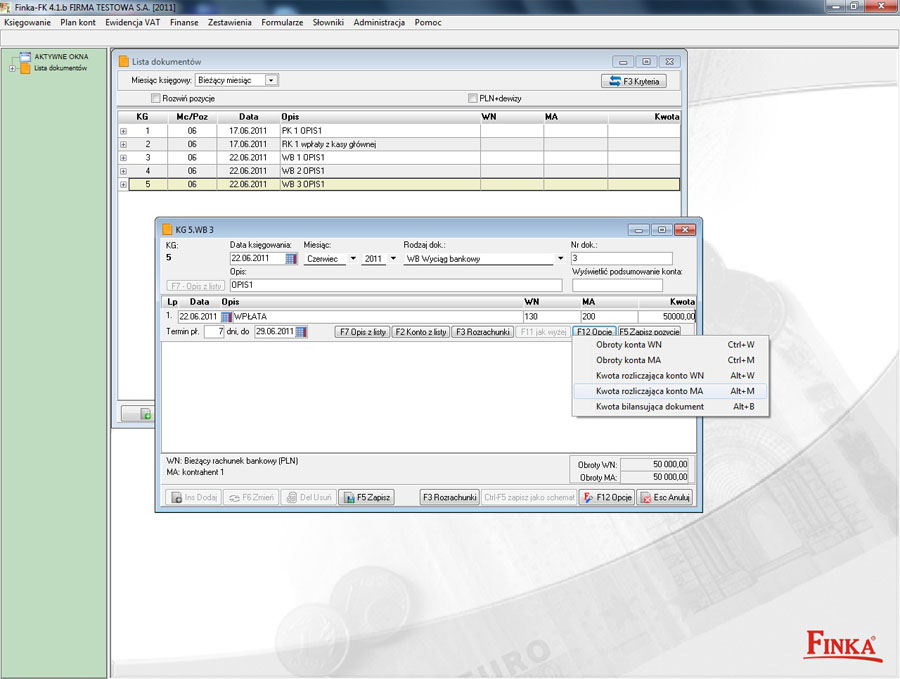 Finka-FK 4.1.b FIRMA TESTOWA S.A. [2011]
Księgowanie Plan kont Ewidencja VAT Finanse Zestawienia Formularze Słowniki Administracja Pomoc
AKTYWNE OKNA
Lista dokumentów
Lista dokumentów
Miesiąc księgowy: Bieżący miesiąc F3 Kryteria
Rozwiń pozycje PLN+dewizy
KG Mc/Poz Data Opis WN MA Kwota
1 06 17.06.2011 PK 1 OPIS1
2 06 17.06.2011 RK 1 wpłaty z kasy głównej
3 06 22.06.2011 WB 1 OPIS1
4 06 22.06.2011 WB 2 OPIS1
5 06 22.06.2011 WB 3 OPIS1
KG 5.WB 3
KG: Data księgowania: Miesiąc: Rodzaj dok.: Nr dok.:
5 22.06.2011 Czerwiec 2011 WB Wyciąg bankowy 3
Opis: Wyświetlić podsumowanie konta:
F7 - Opis z listy OPIS1
Lp Data Opis WN MA Kwota
1. 22.06.2011 WPŁATA 130 200 50000,00
Termin pł. 7 dni, do 29.06.2011 F7 Opis z listy F2 Konto z listy F3 Rozrachunki F11 jak wyżej F12 Opcje F5 Zapisz pozycję
Obroty konta WN Ctrl+W
Obroty konta MA Ctrl+M
Kwota rozliczająca konto WN Alt+W
Kwota rozliczająca konto MA Alt+M
Kwota bilansująca dokument Alt+B
WN: Bieżący rachunek bankowy (PLN)
MA: kontrahent 1
Obroty WN: 50 000,00
Obroty MA: 50 000,00
Ins Dodaj F6 Zmień Del Usuń F5 Zapisz F3 Rozrachunki Ctrl-F5 zapisz jako schemat F12 Opcje Esc Anuluj
EURO
FINKA®